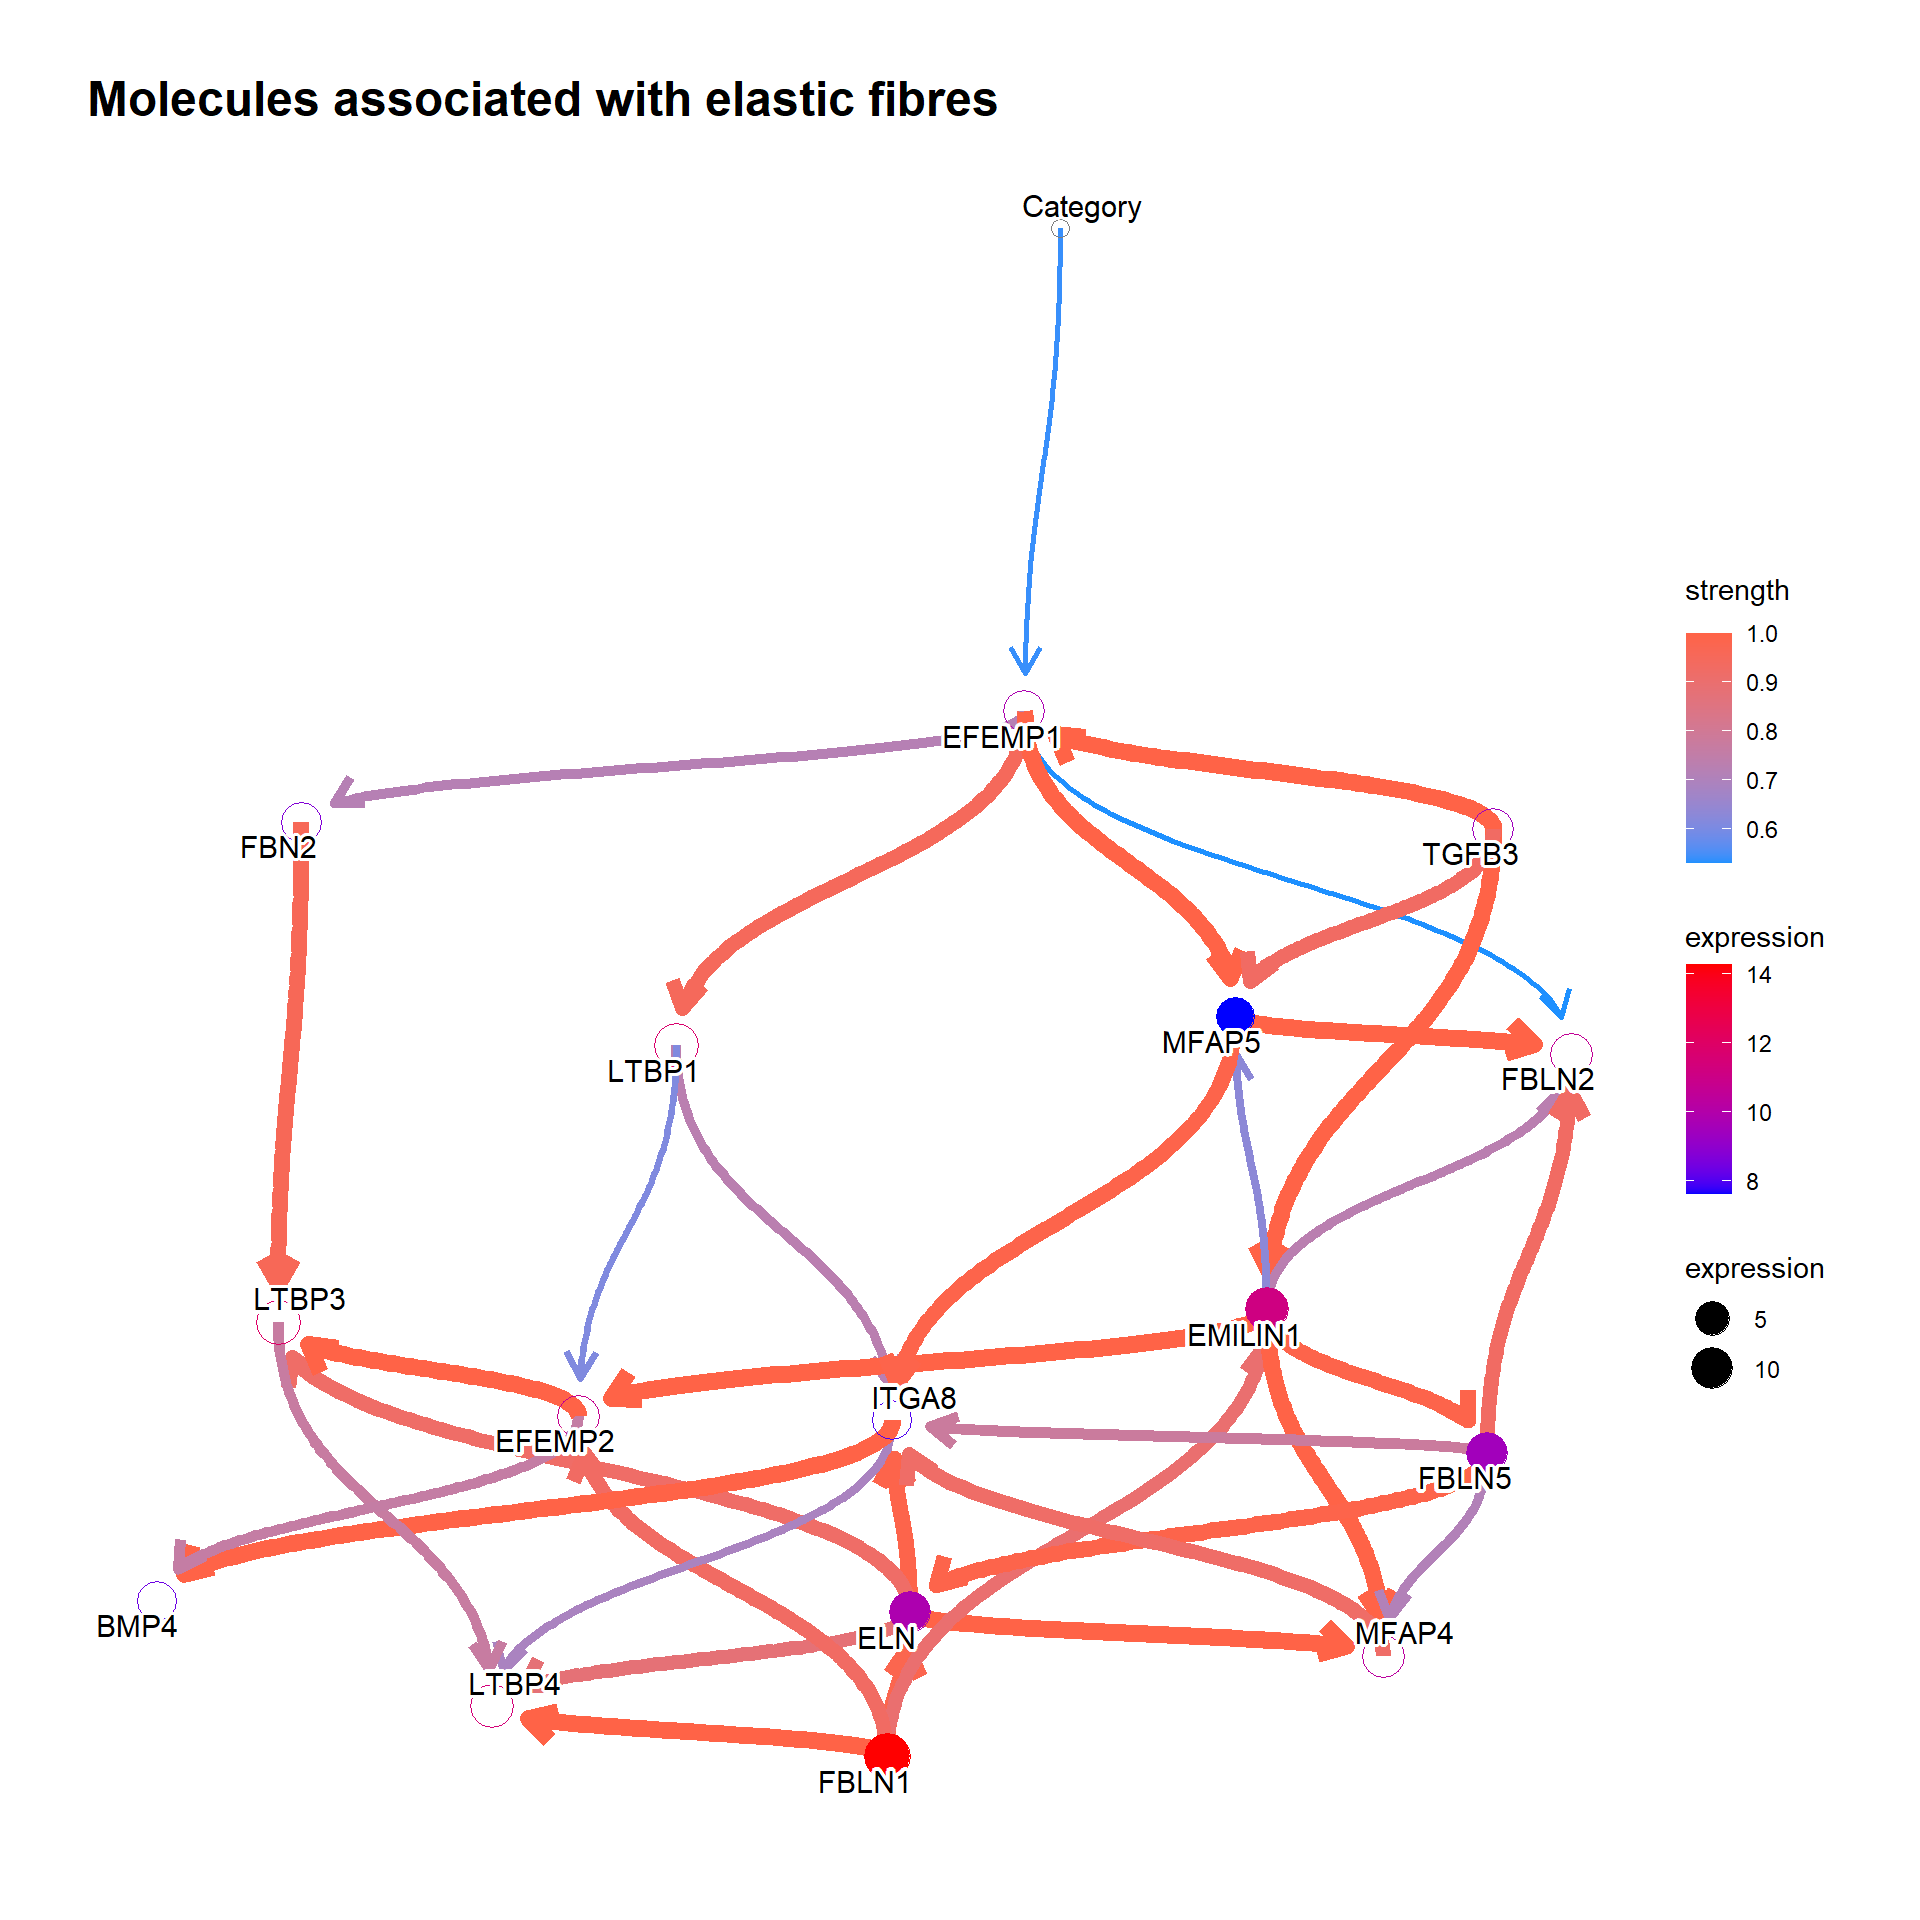 Molecules associated with elastic fibres
Category
EFEMP1
FBN2
TGFB3
MFAP5
LTBP1
FBLN2
LTBP3
EMILIN1
ITGA8
EFEMP2
FBLN5
BMP4
ELN
MFAP4
LTBP4
FBLN1
strength
1.0
0.9
0.8
0.7
0.6
expression
14
12
10
8
expression
5
10